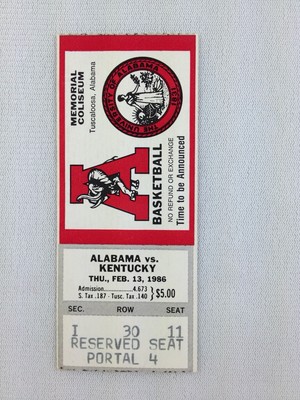 MEMORIAL
COLISEUM
Tuscaloosa, Alabama
THE UNIVERSITY OF ALABAMA
1831
A
BASKETBALL
NO REFUND OR EXCHANGE
Time to be Announced
ALABAMA vs.
KENTUCKY
THU., FEB. 13, 1986
Admission 4.673
S. Tax .187 · Tusc. Tax .140 } $5.00
SEC. ROW SEAT
I 30 11
RESERVED SEAT
PORTAL 4